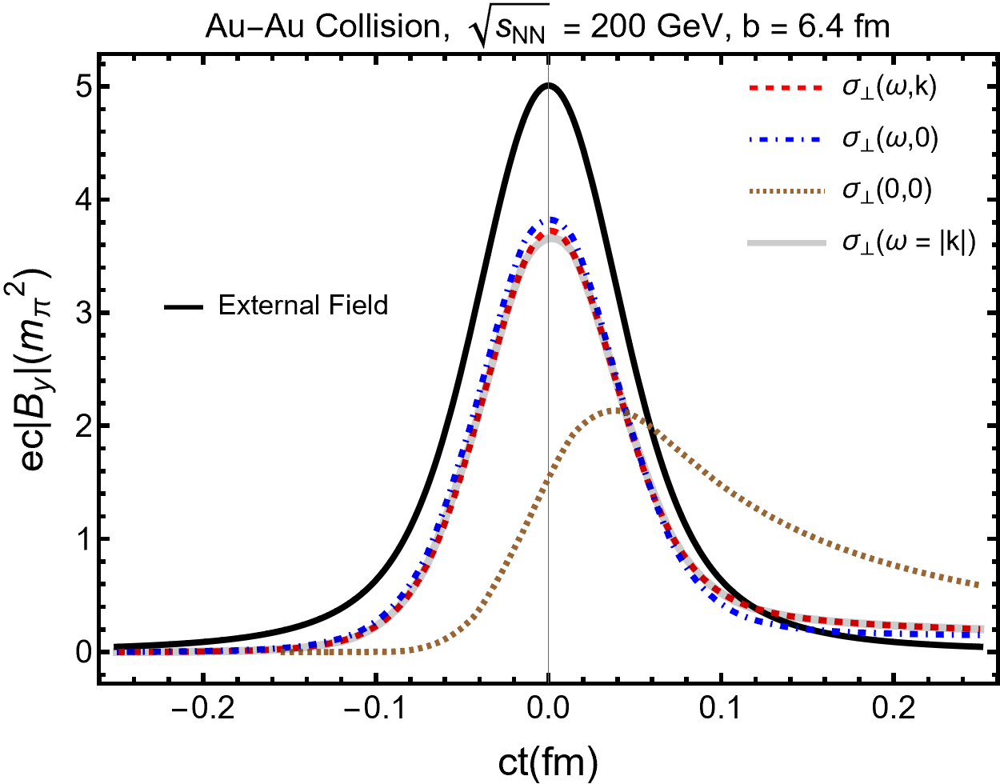 Au–Au Collision, √sNN = 200 GeV, b = 6.4 fm
σ⊥(ω,k)
σ⊥(ω,0)
σ⊥(0,0)
σ⊥(ω = |k|)
External Field
ec|By|(mπ²)
5
4
3
2
1
0
−0.2
−0.1
0.0
0.1
0.2
ct(fm)